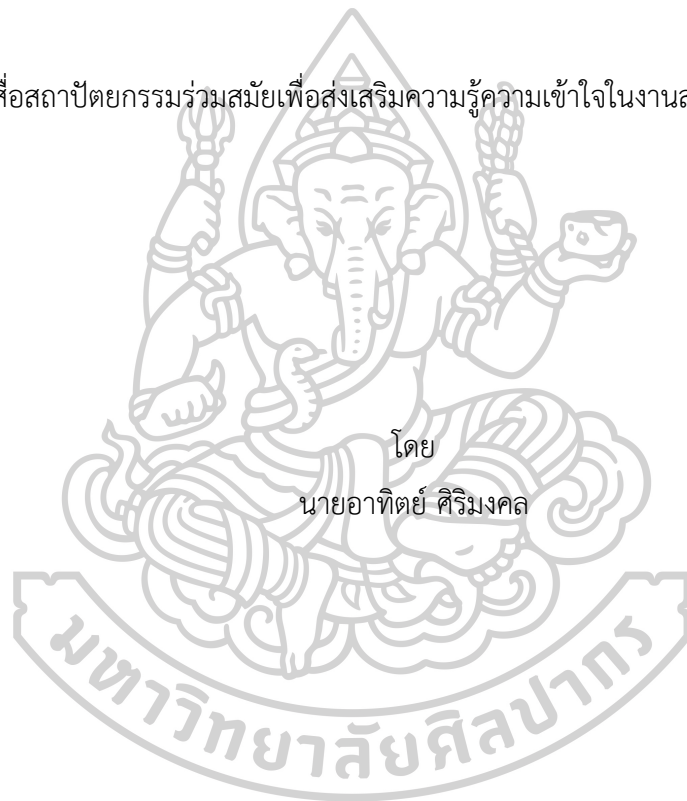 สื่อสถาปัตยกรรมร่วมสมัยเพื่อส่งเสริมความรู้ความเข้าใจในงาน
โดย
นายอาทิตย์ ศิริมงคล
มหาวิทยาลัยศิลปากร